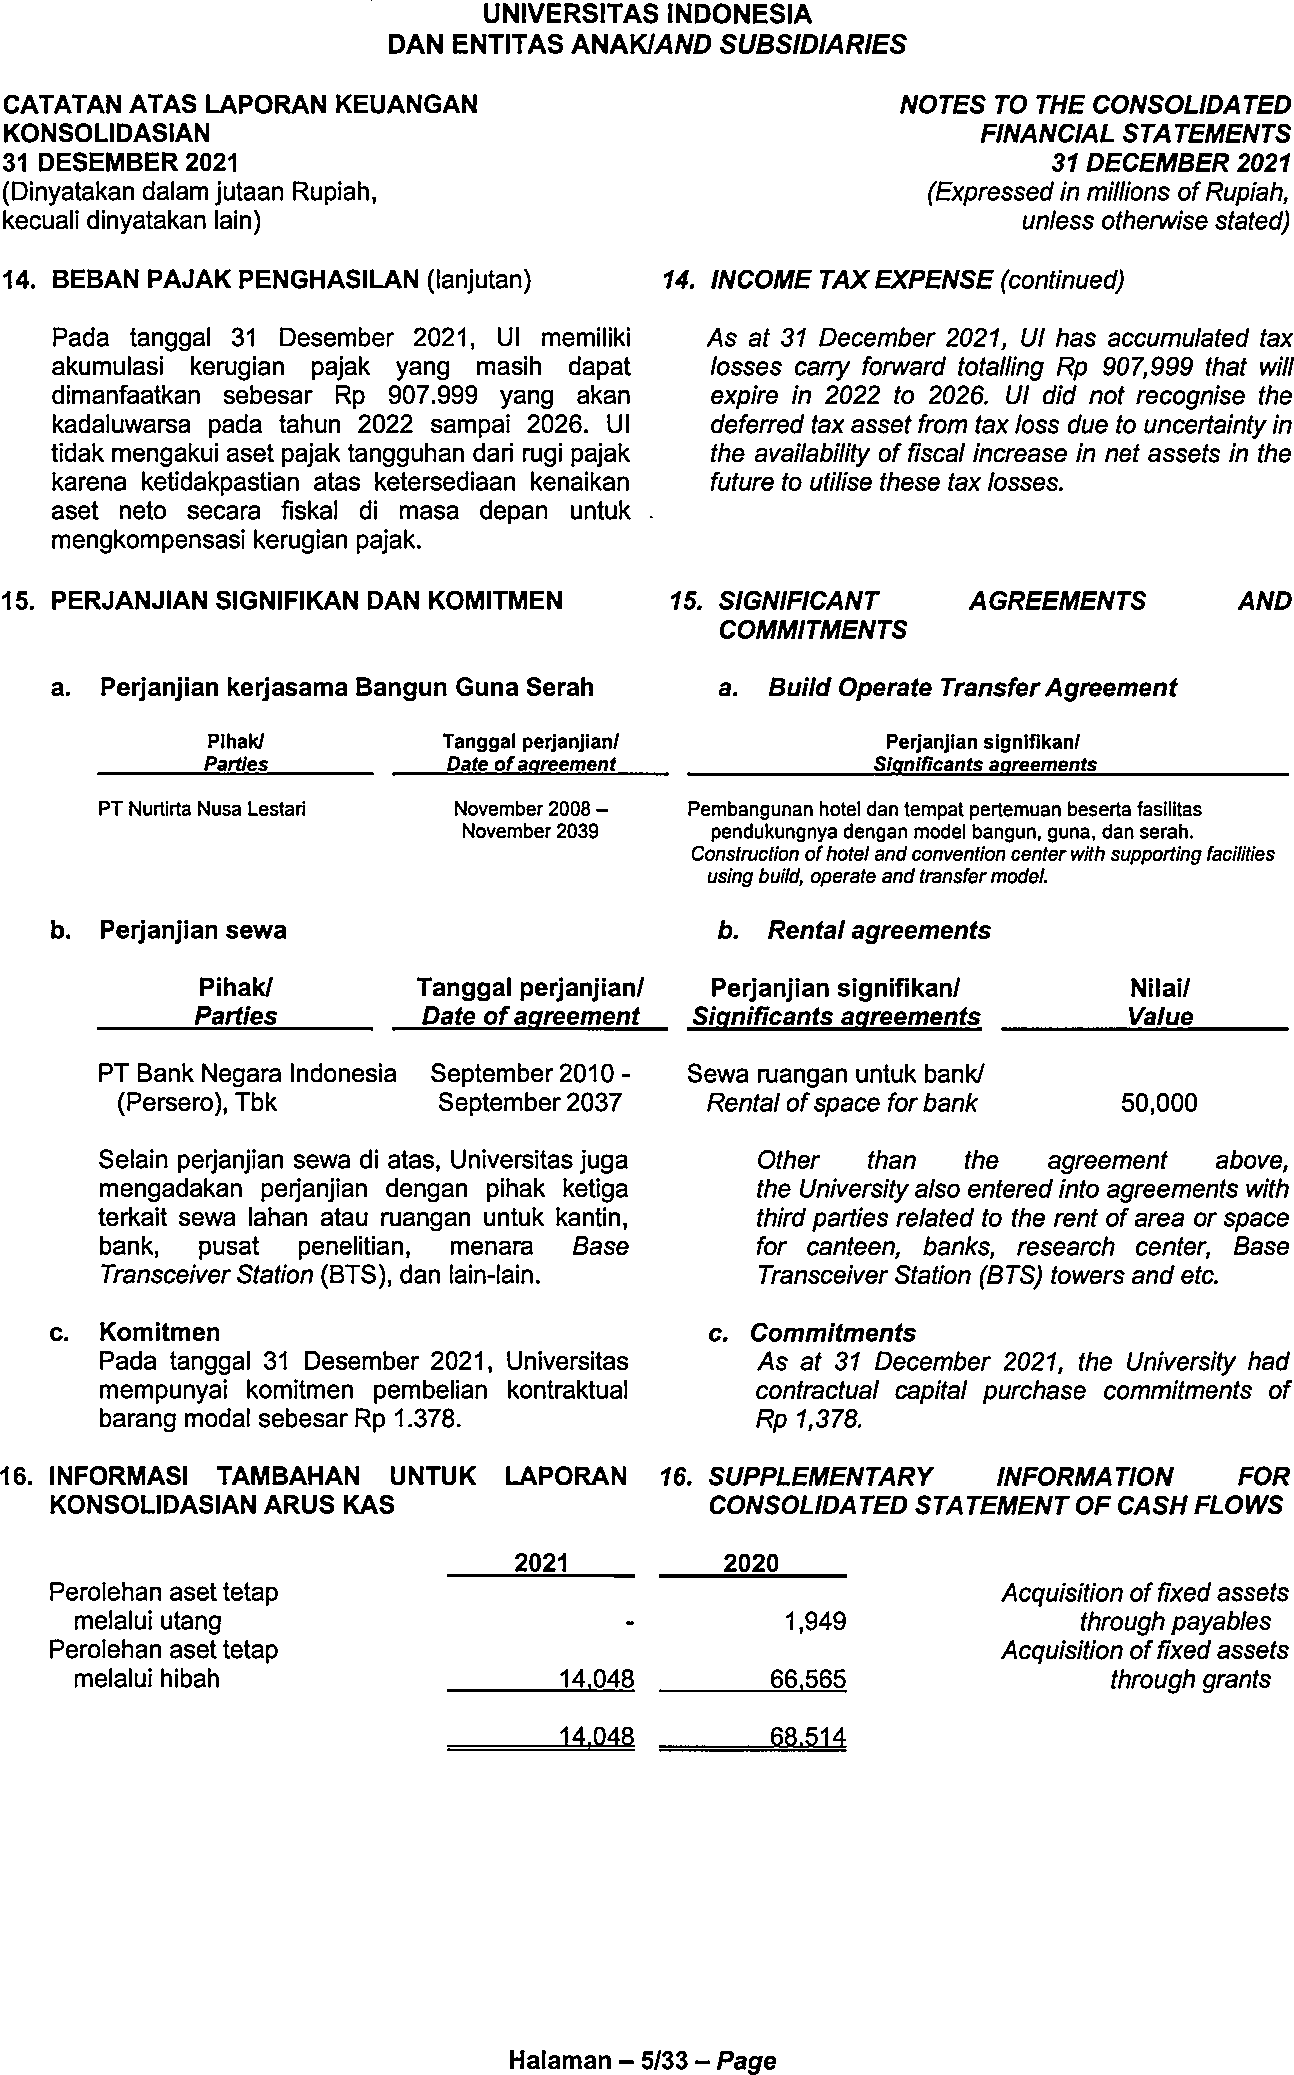 UNIVERSITAS INDONESIA
DAN ENTITAS ANAK/AND SUBSIDIARIES
CATATAN ATAS LAPORAN KEUANGAN
KONSOLIDASIAN
31 DESEMBER 2021
(Dinyatakan dalam jutaan Rupiah,
kecuali dinyatakan lain)
NOTES TO THE CONSOLIDATED
FINANCIAL STATEMENTS
31 DECEMBER 2021
(Expressed in millions of Rupiah,
unless otherwise stated)
14. BEBAN PAJAK PENGHASILAN (lanjutan)
Pada tanggal 31 Desember 2021, UI memiliki
akumulasi kerugian pajak yang masih dapat
dimanfaatkan sebesar Rp 907.999 yang akan
kadaluwarsa pada tahun 2022 sampai 2026. UI
tidak mengakui aset pajak tangguhan dari rugi pajak
karena ketidakpastian atas ketersediaan kenaikan
aset neto secara fiskal di masa depan untuk
mengkompensasi kerugian pajak.
14. INCOME TAX EXPENSE (continued)
As at 31 December 2021, UI has accumulated tax
losses carry forward totalling Rp 907,999 that will
expire in 2022 to 2026. UI did not recognise the
deferred tax asset from tax loss due to uncertainty in
the availability of fiscal increase in net assets in the
future to utilise these tax losses.
15. PERJANJIAN SIGNIFIKAN DAN KOMITMEN
15. SIGNIFICANT AGREEMENTS AND
COMMITMENTS
a. Perjanjian kerjasama Bangun Guna Serah
a. Build Operate Transfer Agreement
Pihak/ Tanggal perjanjian/ Perjanjian signifikan/
Parties Date of agreement Significants agreements
PT Nurtirta Nusa Lestari November 2008 – Pembangunan hotel dan tempat pertemuan beserta fasilitas
November 2039 pendukungnya dengan model bangun, guna, dan serah.
Construction of hotel and convention center with supporting facilities
using build, operate and transfer model.
b. Perjanjian sewa
b. Rental agreements
Pihak/ Tanggal perjanjian/ Perjanjian signifikan/ Nilai/
Parties Date of agreement Significants agreements Value
PT Bank Negara Indonesia September 2010 - Sewa ruangan untuk bank/
(Persero), Tbk September 2037 Rental of space for bank 50,000
Selain perjanjian sewa di atas, Universitas juga
mengadakan perjanjian dengan pihak ketiga
terkait sewa lahan atau ruangan untuk kantin,
bank, pusat penelitian, menara Base
Transceiver Station (BTS), dan lain-lain.
Other than the agreement above,
the University also entered into agreements with
third parties related to the rent of area or space
for canteen, banks, research center, Base
Transceiver Station (BTS) towers and etc.
c. Komitmen
Pada tanggal 31 Desember 2021, Universitas
mempunyai komitmen pembelian kontraktual
barang modal sebesar Rp 1.378.
c. Commitments
As at 31 December 2021, the University had
contractual capital purchase commitments of
Rp 1,378.
16. INFORMASI TAMBAHAN UNTUK LAPORAN
KONSOLIDASIAN ARUS KAS
16. SUPPLEMENTARY INFORMATION FOR
CONSOLIDATED STATEMENT OF CASH FLOWS
2021 2020
Perolehan aset tetap Acquisition of fixed assets
melalui utang - 1,949 through payables
Perolehan aset tetap Acquisition of fixed assets
melalui hibah 14,048 66,565 through grants
14,048 68,514
Halaman – 5/33 – Page